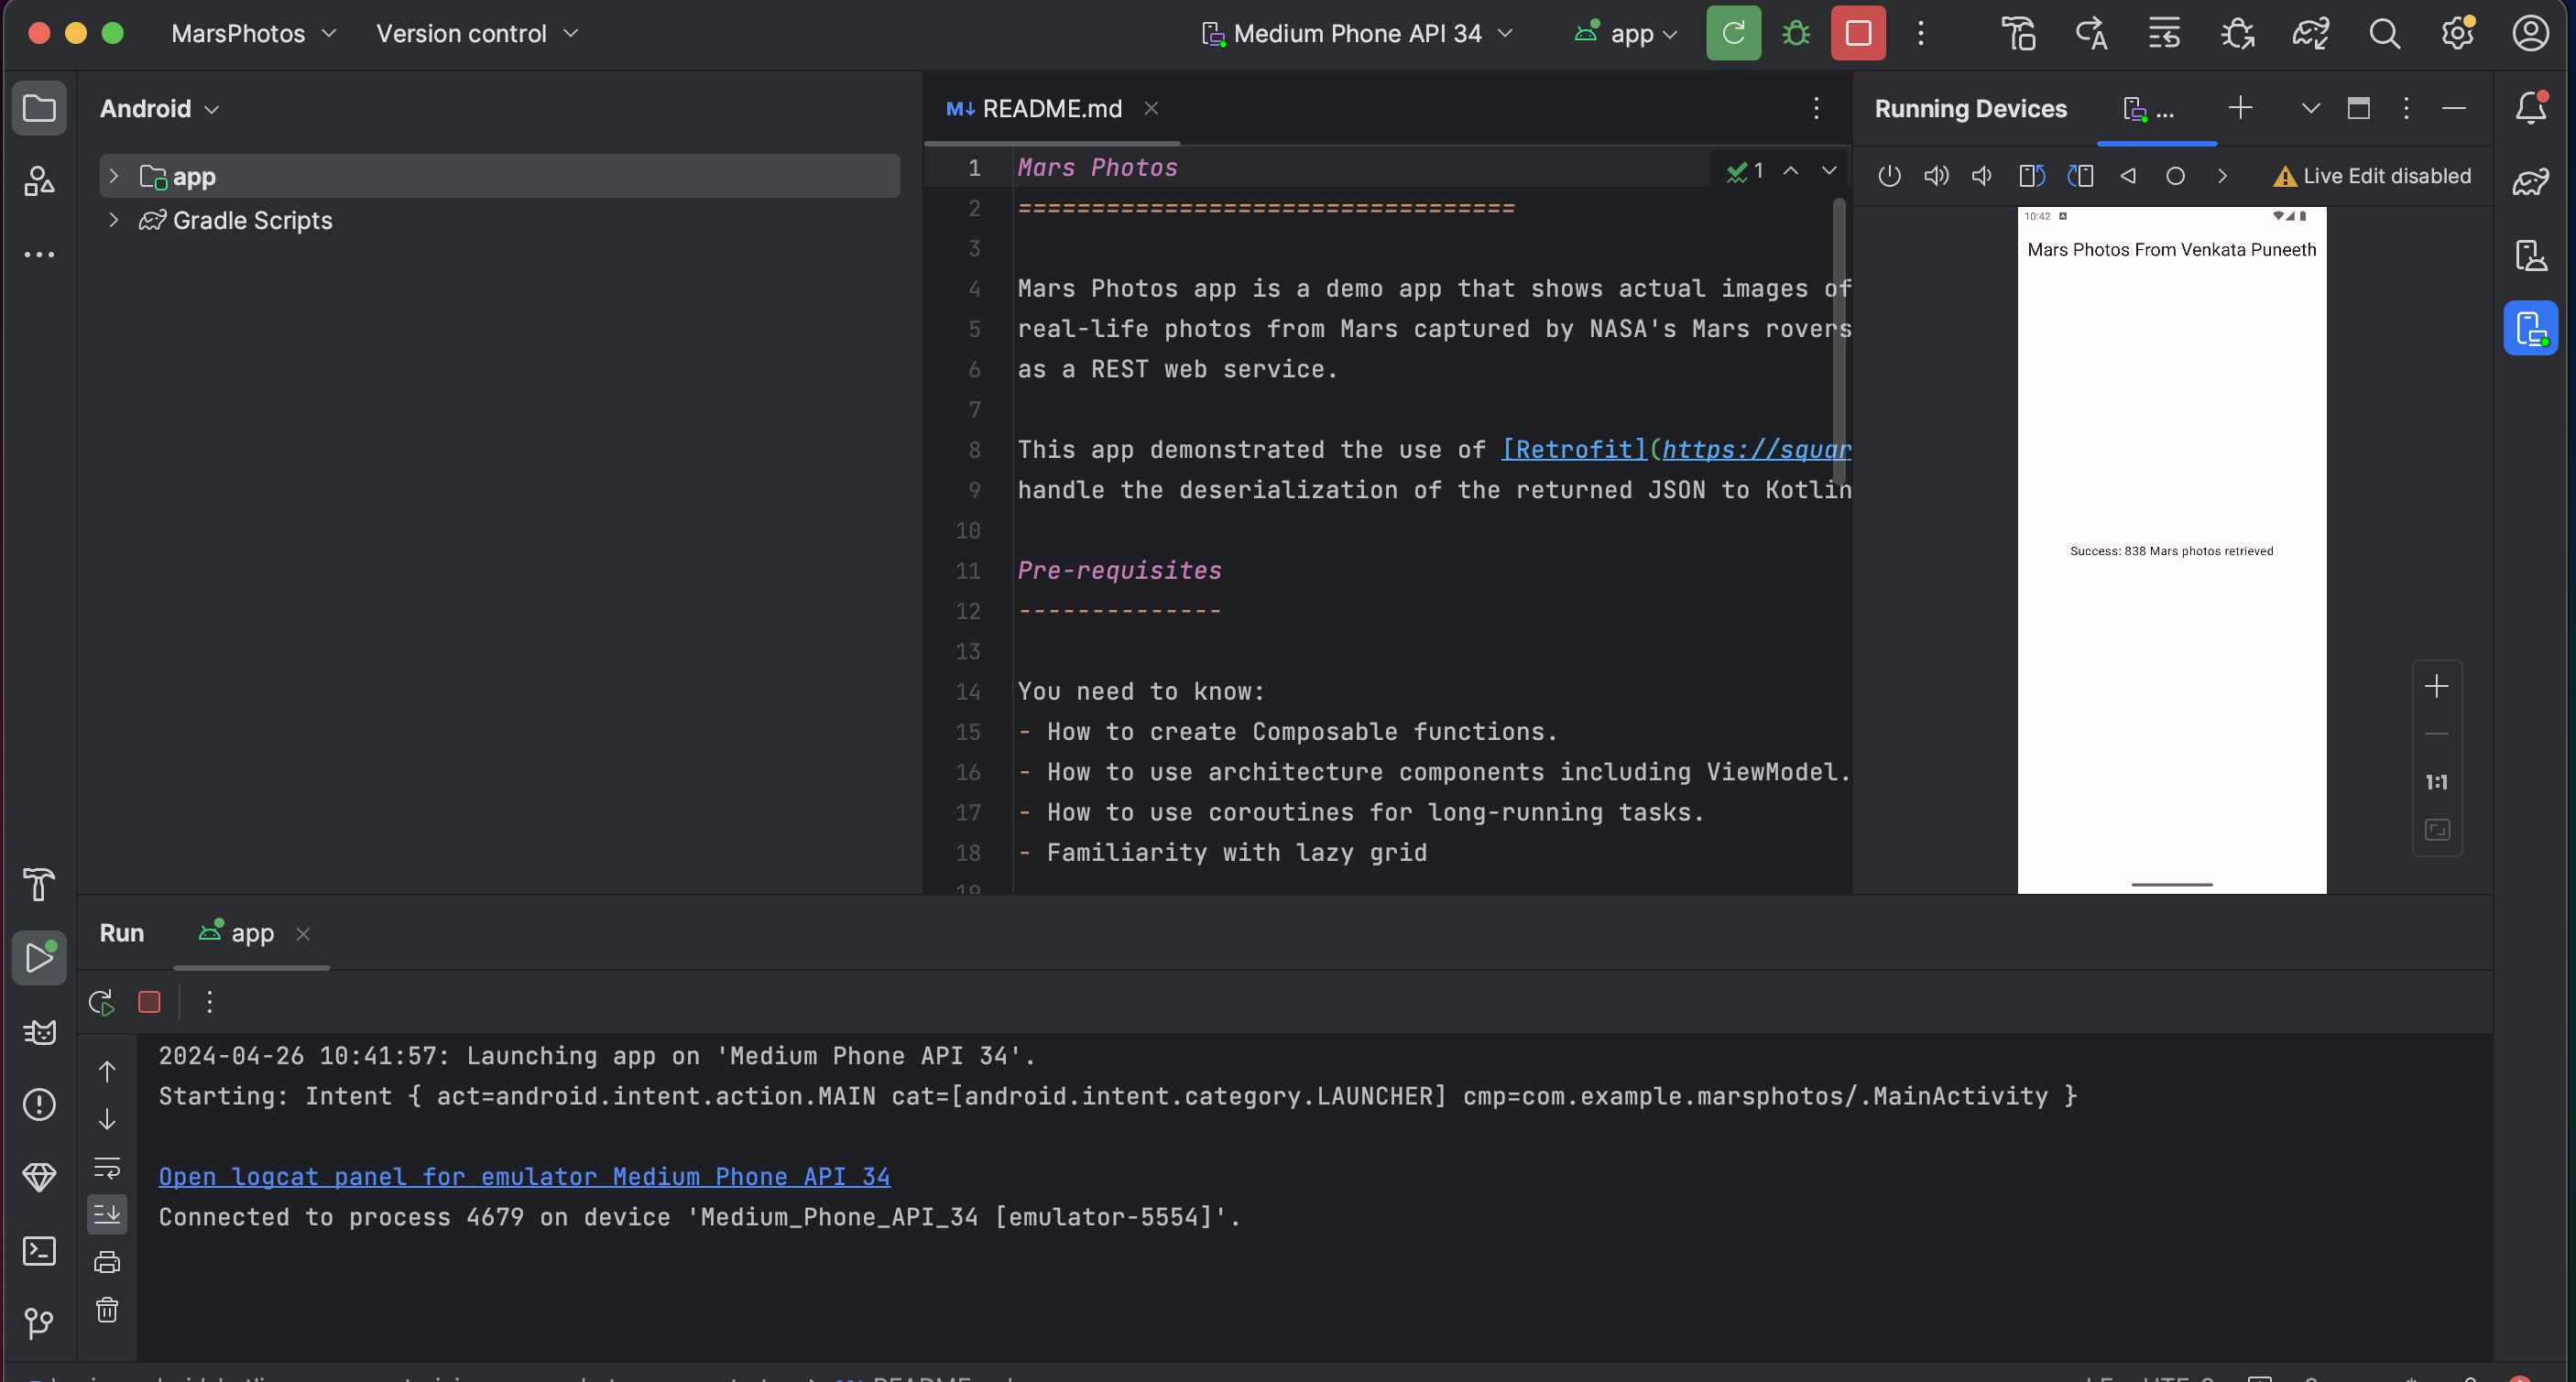 MarsPhotos
Version control
Medium Phone API 34
app
Android
app
Gradle Scripts
M↓ README.md
1 Mars Photos
1
2 ==================================
3
4 Mars Photos app is a demo app that shows actual images of
5 real-life photos from Mars captured by NASA's Mars rovers
6 as a REST web service.
7
8 This app demonstrated the use of [Retrofit](https://squar
9 handle the deserialization of the returned JSON to Kotlin
10
11 Pre-requisites
12 --------------
13
14 You need to know:
15 - How to create Composable functions.
16 - How to use architecture components including ViewModel.
17 - How to use coroutines for long-running tasks.
18 - Familiarity with lazy grid
19
Running Devices
...
Live Edit disabled
10:42
Mars Photos From Venkata Puneeth
Success: 838 Mars photos retrieved
1:1
Run
app
2024-04-26 10:41:57: Launching app on 'Medium Phone API 34'.
Starting: Intent { act=android.intent.action.MAIN cat=[android.intent.category.LAUNCHER] cmp=com.example.marsphotos/.MainActivity }
Open logcat panel for emulator Medium Phone API 34
Connected to process 4679 on device 'Medium_Phone_API_34 [emulator-5554]'.
README.md